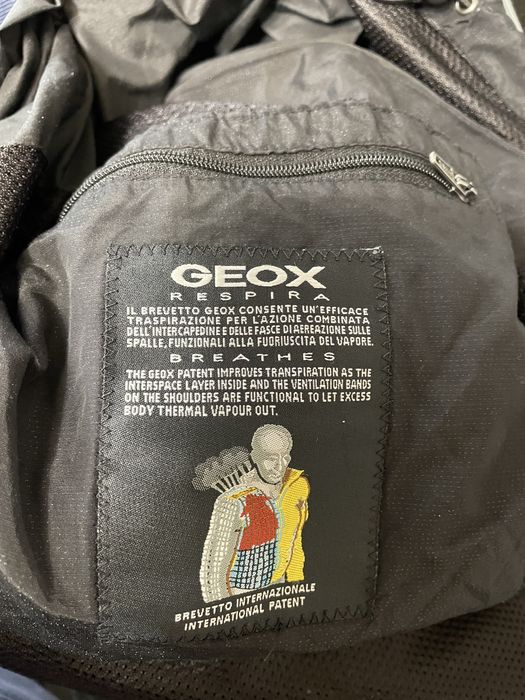 GEOX
RESPIRA
IL BREVETTO GEOX CONSENTE UN'EFFICACE
TRASPIRAZIONE PER L'AZIONE COMBINATA
DELL'INTERCAPEDINE E DELLE FASCE DI AEREAZIONE SULLE
SPALLE, FUNZIONALI ALLA FUORIUSCITA DEL VAPORE.
BREATHES
THE GEOX PATENT IMPROVES TRANSPIRATION AS THE
INTERSPACE LAYER INSIDE AND THE VENTILATION BANDS
ON THE SHOULDERS ARE FUNCTIONAL TO LET EXCESS
BODY THERMAL VAPOUR OUT.
BREVETTO INTERNAZIONALE
INTERNATIONAL PATENT